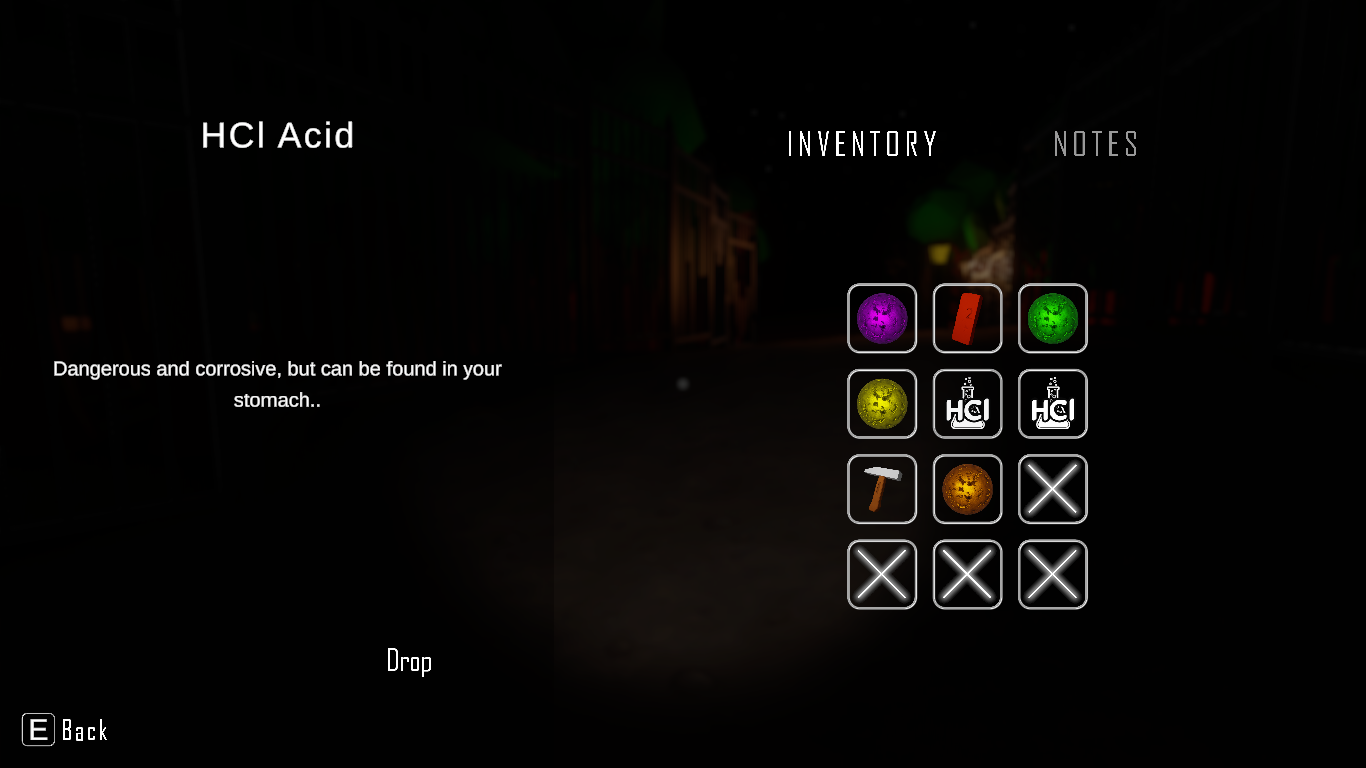 HCl Acid
INVENTORY
NOTES
Dangerous and corrosive, but can be found in your
stomach..
HCl
HCl
Drop
E Back